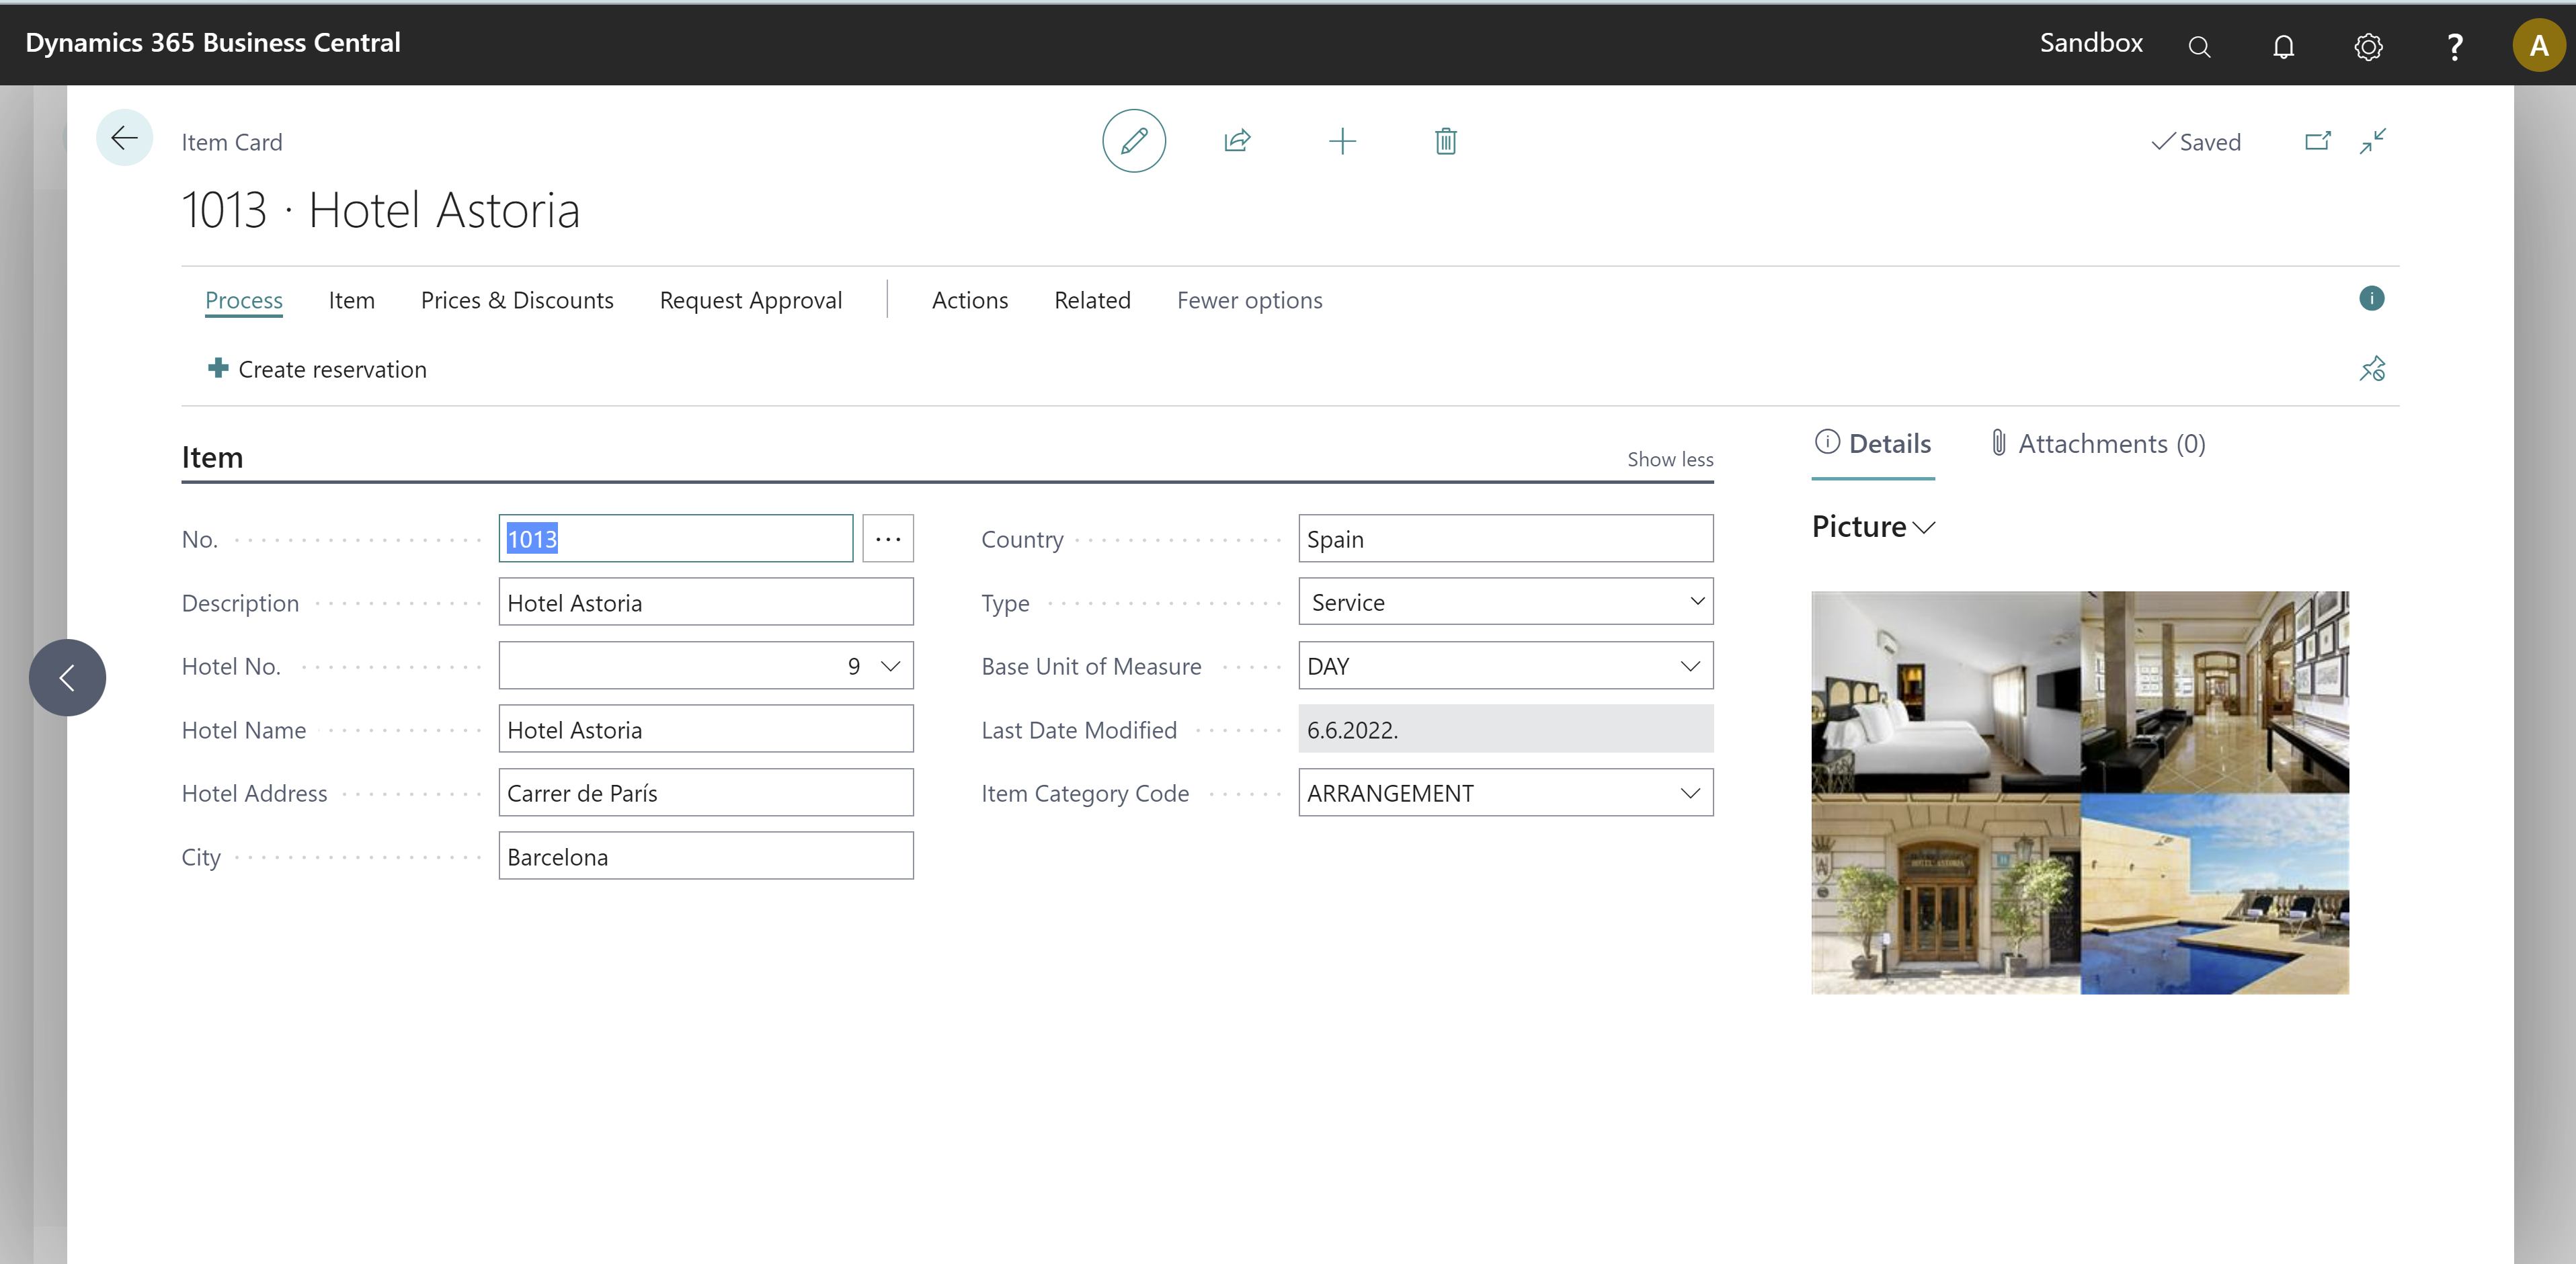 Dynamics 365 Business Central
Sandbox
?
A
Item Card
Saved
1013 · Hotel Astoria
Process Item Prices & Discounts Request Approval Actions Related Fewer options
Create reservation
Item
Show less
Details
Attachments (0)
No.
1013
Country
Spain
Picture
Description
Hotel Astoria
Type
Service
Hotel No.
9
Base Unit of Measure
DAY
Hotel Name
Hotel Astoria
Last Date Modified
6.6.2022.
Hotel Address
Carrer de París
Item Category Code
ARRANGEMENT
City
Barcelona